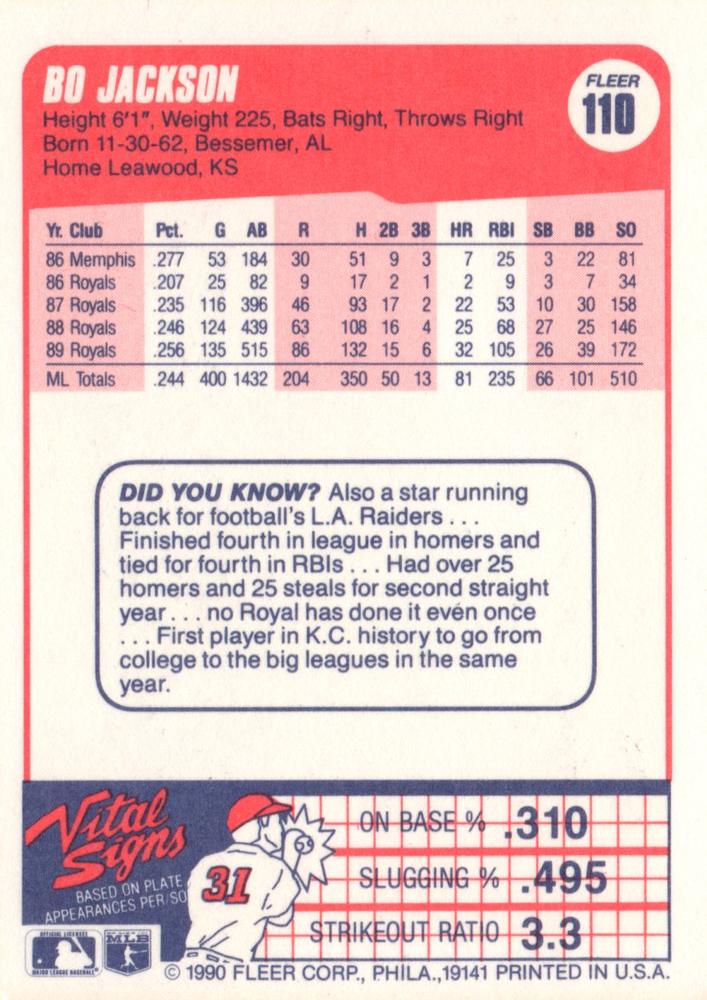 BO JACKSON
FLEER
110
Height 6'1", Weight 225, Bats Right, Throws Right
Born 11-30-62, Bessemer, AL
Home Leawood, KS
Yr. Club Pct. G AB R H 2B 3B HR RBI SB BB SO
86 Memphis .277 53 184 30 51 9 3 7 25 3 22 81
86 Royals .207 25 82 9 17 2 1 2 9 3 7 34
87 Royals .235 116 396 46 93 17 2 22 53 10 30 158
88 Royals .246 124 439 63 108 16 4 25 68 27 25 146
89 Royals .256 135 515 86 132 15 6 32 105 26 39 172
ML Totals .244 400 1432 204 350 50 13 81 235 66 101 510
DID YOU KNOW? Also a star running
back for football's L.A. Raiders . . .
Finished fourth in league in homers and
tied for fourth in RBIs . . . Had over 25
homers and 25 steals for second straight
year . . . no Royal has done it even once
. . . First player in K.C. history to go from
college to the big leagues in the same
year.
Vital
Signs
BASED ON PLATE
APPEARANCES PER/SO
31
ON BASE % .310
SLUGGING % .495
STRIKEOUT RATIO 3.3
OFFICIAL LICENSEE
MAJOR LEAGUE BASEBALL
MLB
© 1990 FLEER CORP., PHILA.,19141 PRINTED IN U.S.A.